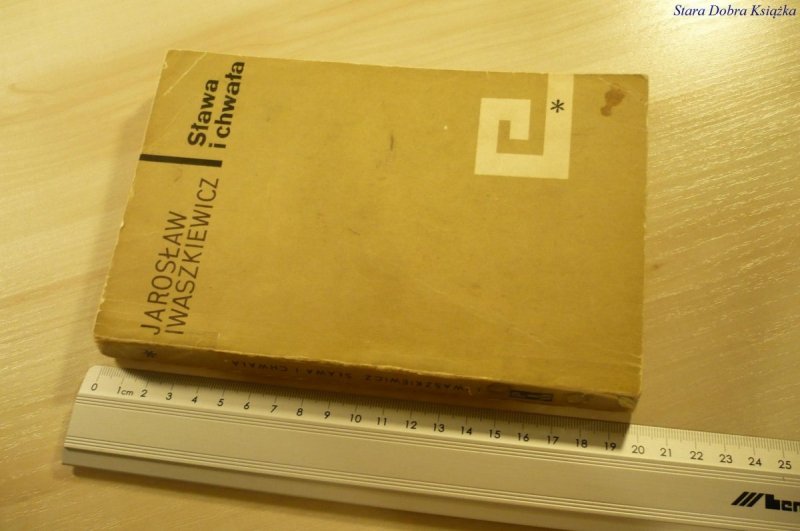 Stara Dobra Książka
Sława
i chwała
*
JAROSŁAW
IWASZKIEWICZ
* IWASZKIEWICZ SŁAWA I CHWAŁA
0 1cm 2 3 4 5 6 7 8 9 10 11 12 13 14 15 16 17 18 19 20 21 22 23 24 25